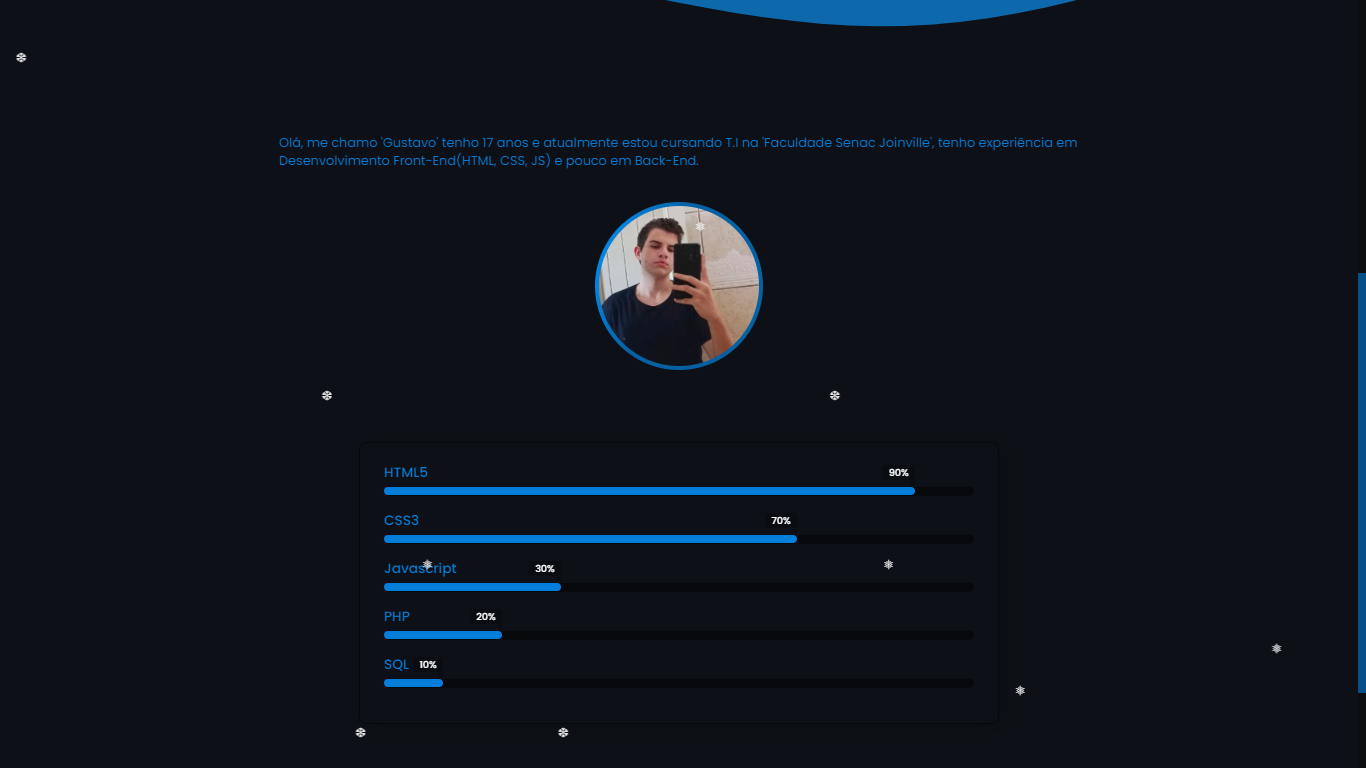 Olá, me chamo 'Gustavo' tenho 17 anos e atualmente estou cursando T.I na 'Faculdade Senac Joinville', tenho experiência em
Desenvolvimento Front-End(HTML, CSS, JS) e pouco em Back-End.
HTML5 90%
CSS3 70%
Javascript 30%
PHP 20%
SQL 10%